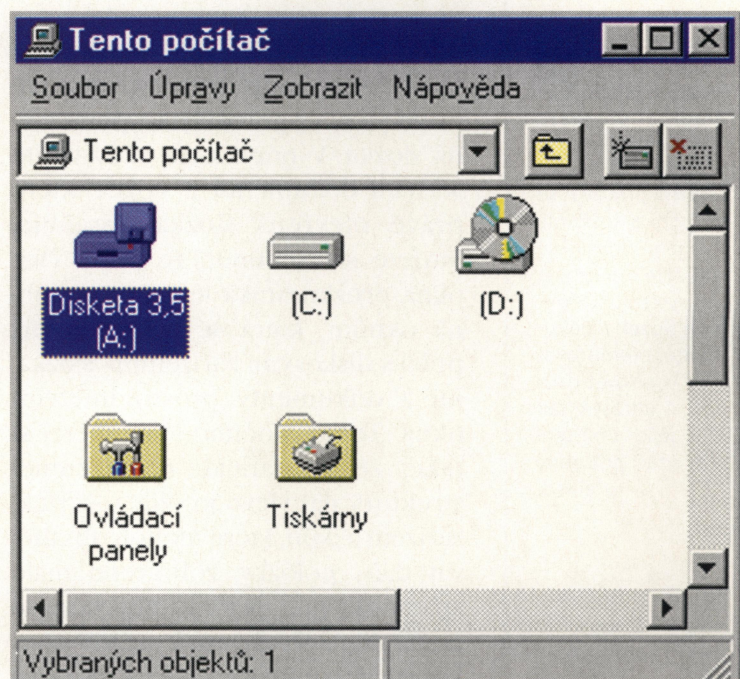 Tento počítač
Soubor Úpravy Zobrazit Nápověda
Tento počítač
Disketa 3,5 (C:) (D:)
(A:)
Ovládací Tiskárny
panely
Vybraných objektů: 1